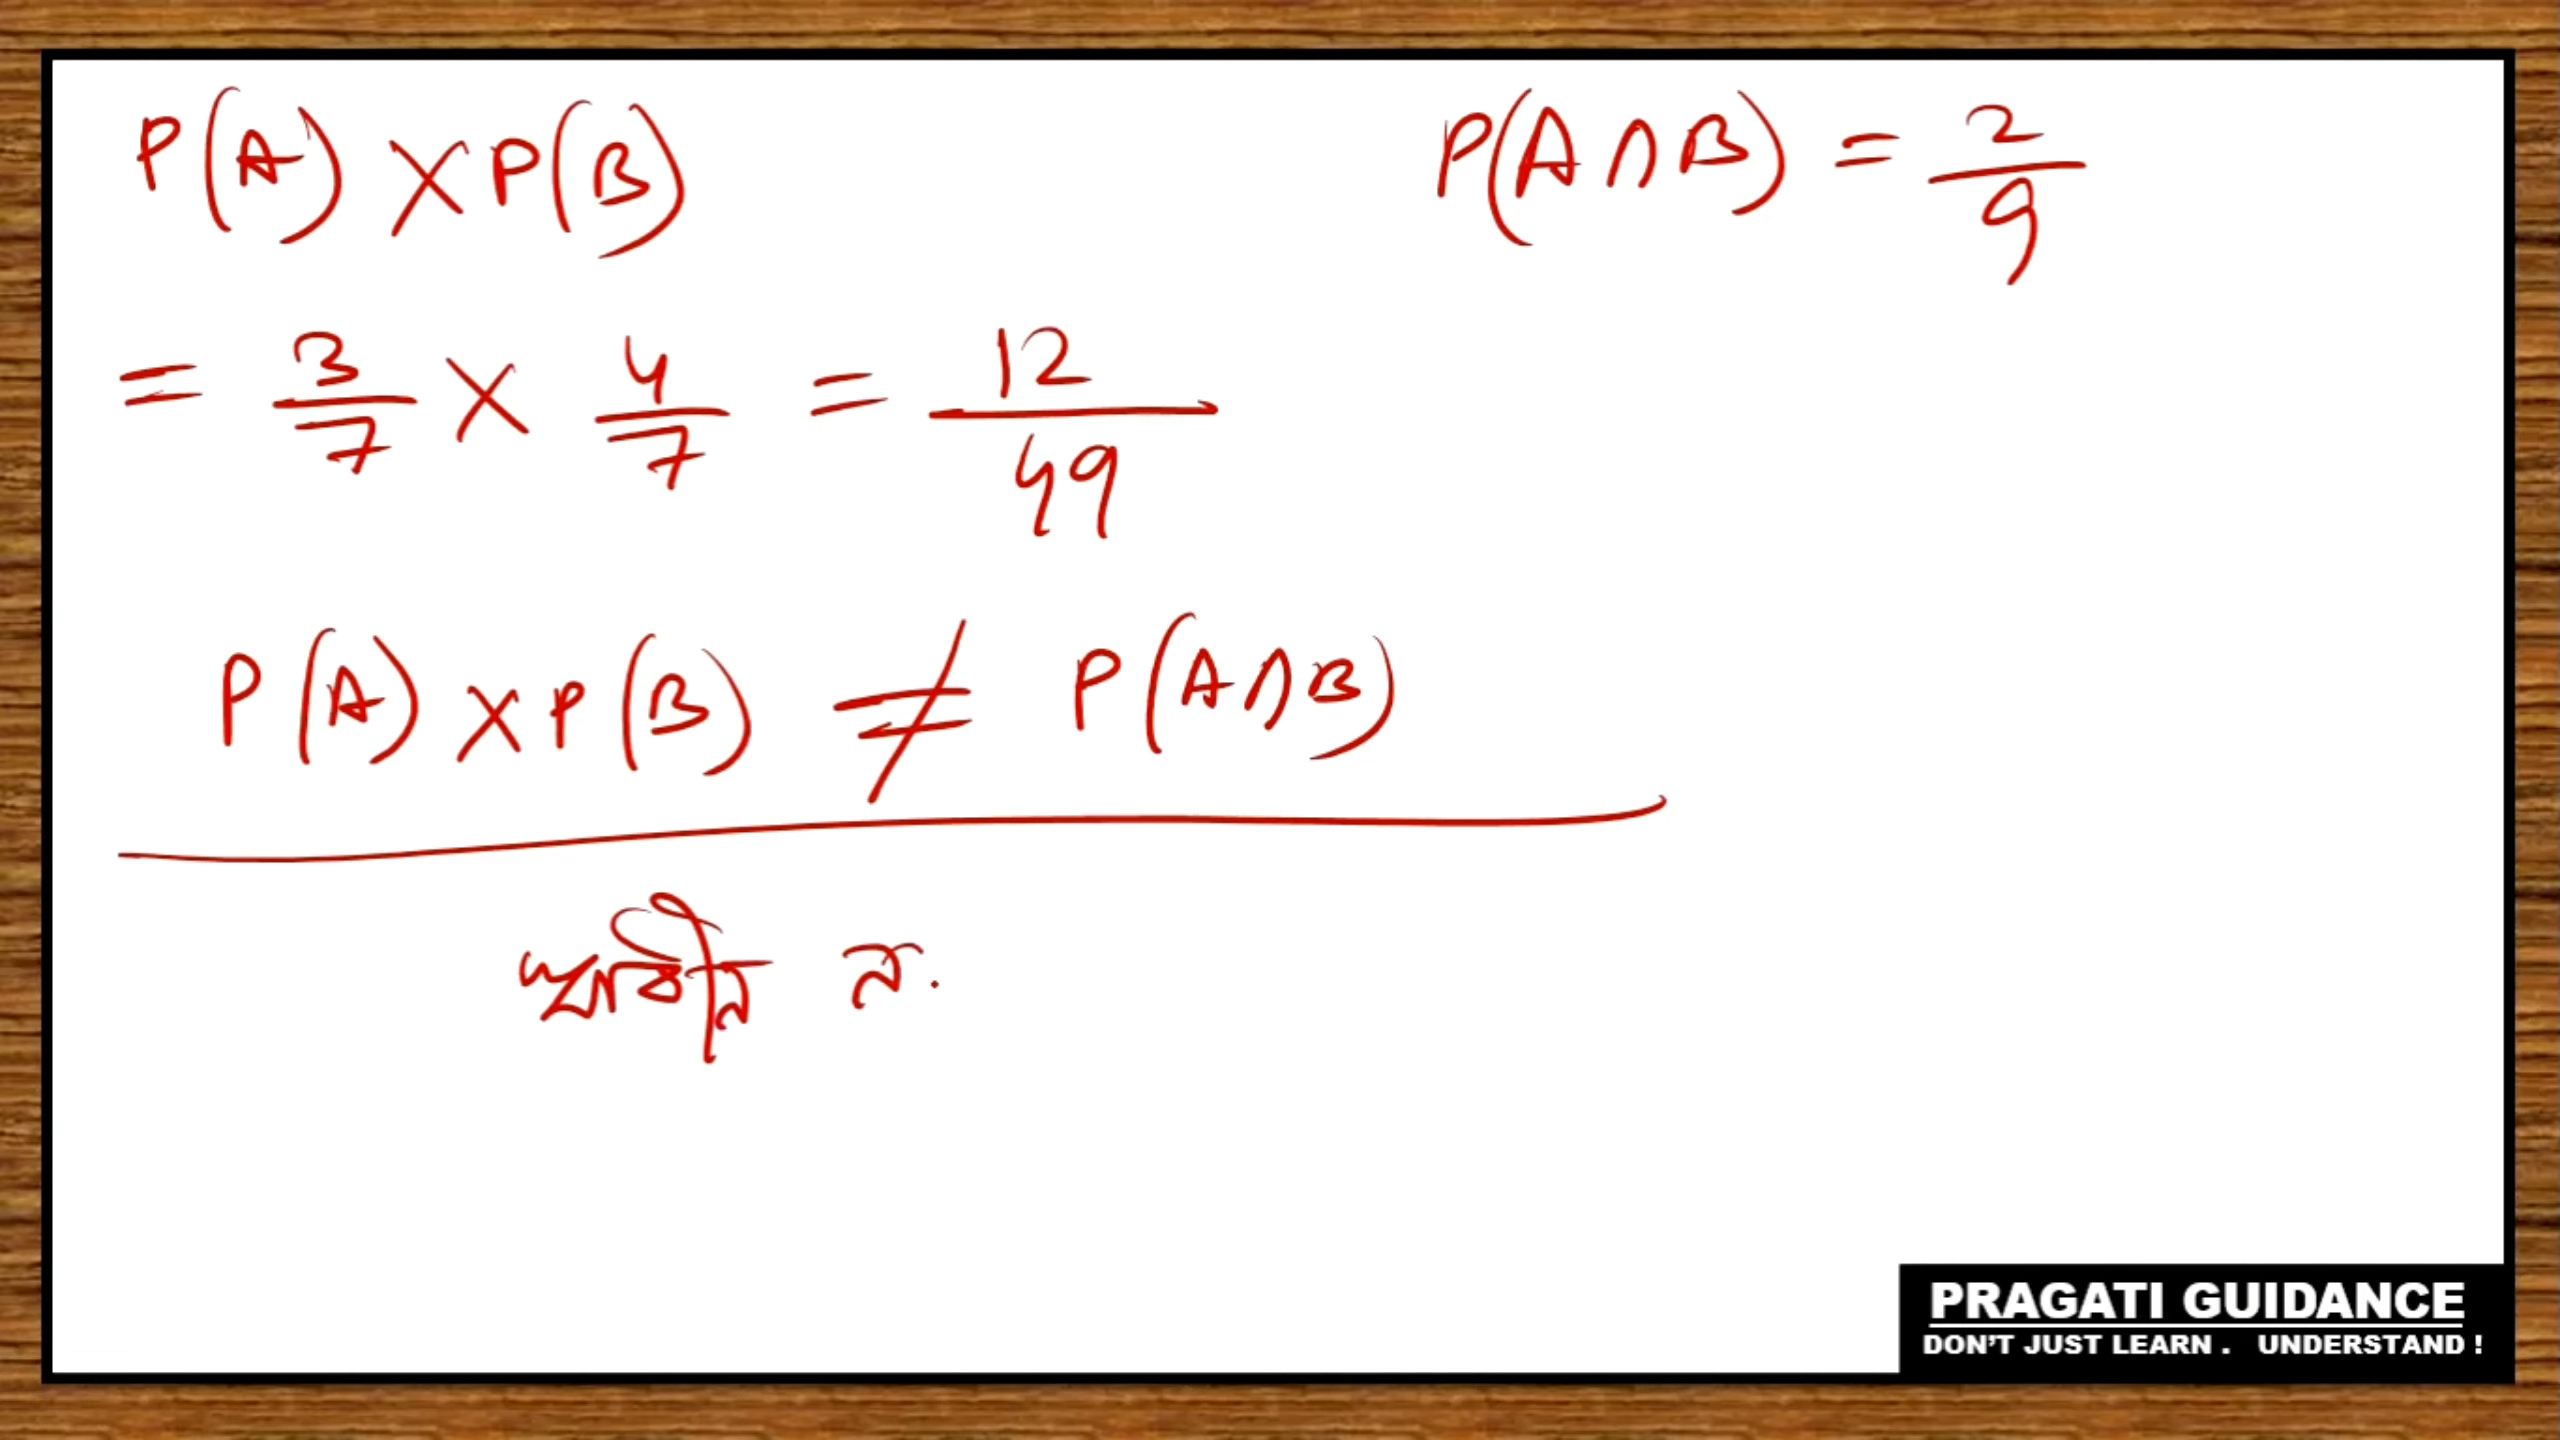 P(A) × P(B)
P(A∩B) = 2/9
= 3/7 × 4/7 = 12/49
P(A) × P(B) ≠ P(A∩B)
স্বাধীন ন.
PRAGATI GUIDANCE
DON'T JUST LEARN . UNDERSTAND !